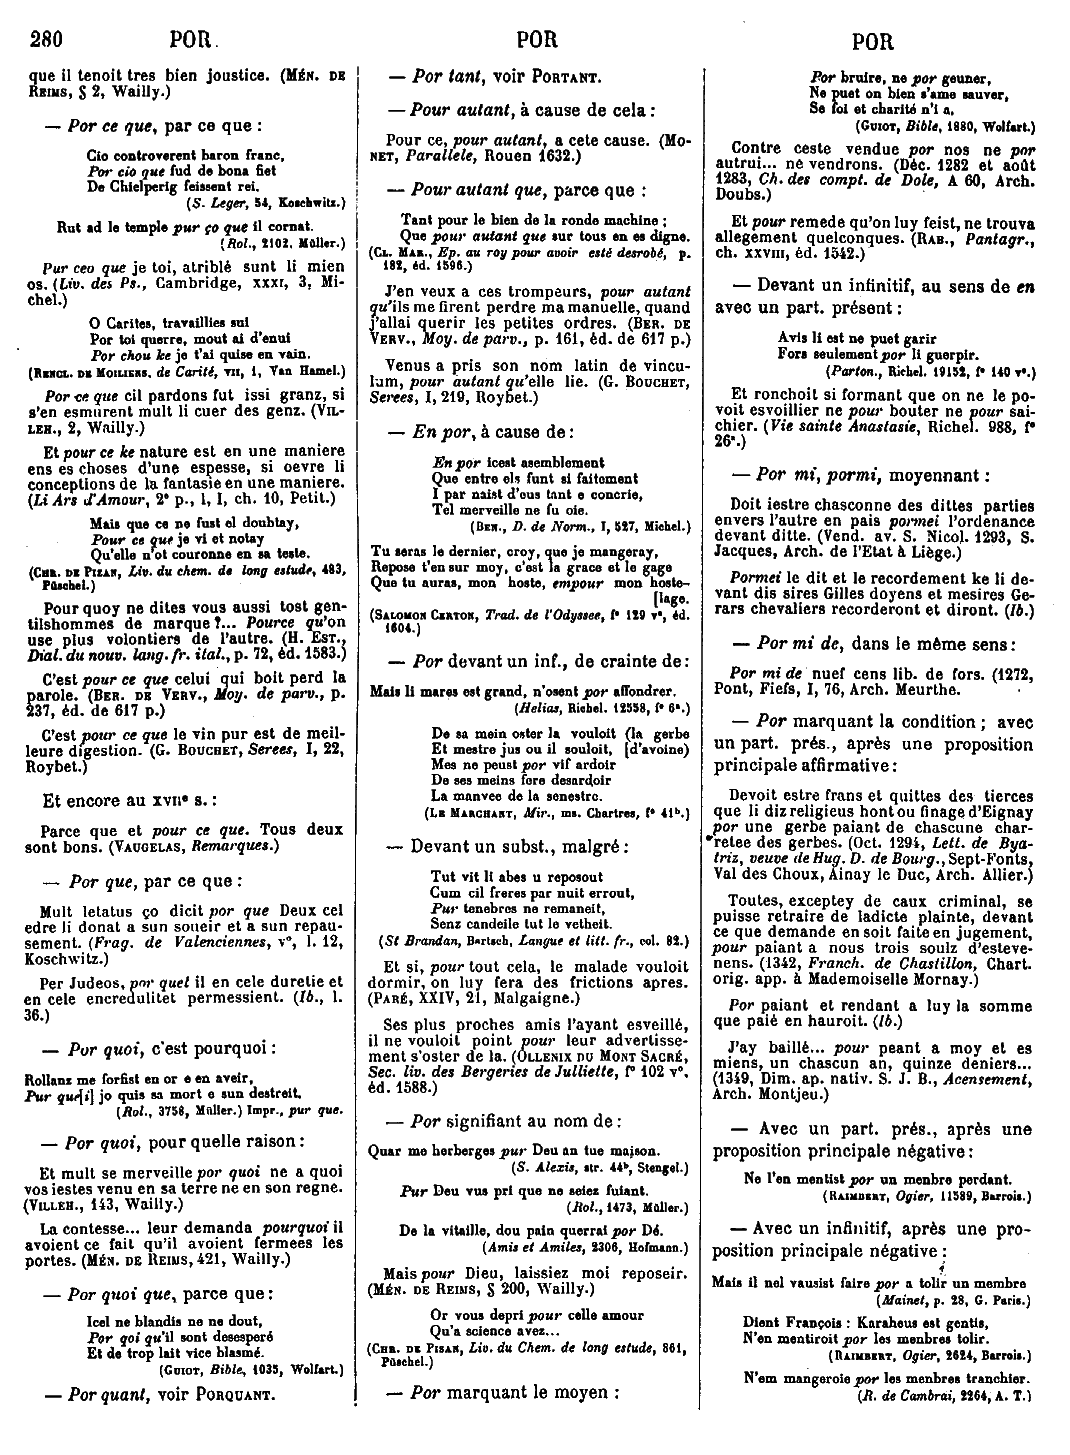 280 POR. POR POR
que il tenoit tres bien joustice. (MÉN. DE
REIMS, § 2, Wailly.)
— Por ce que, par ce que :
Cio controverent baron franc,
Por cio que fud de bona fiet
De Chielperig feissent rei.
(S. Leger, 54, Koschwitz.)
Rut ad le temple pur ço que il cornat.
(Rol., 2102, Müller.)
Pur ceo que je toi, atriblé sunt li mien
os. (Liv. des Ps., Cambridge, XXXI, 3, Mi-
chel.)
O Carites, travaillies sui
Por toi querre, mout ai d'enui
Por chou ke je t'ai quise en vain.
(RENCL. DE MOILIENS, de Carité, VII, 1, Van Hamel.)
Por ce que cil pardons fut issi granz, si
s'en esmurent mult li cuer des genz. (VIL-
LEH., 2, Wailly.)
Et pour ce ke nature est en une maniere
ens es choses d'une espesse, si oevre li
conceptions de la fantasie en une maniere.
(Li Ars d'Amour, 2e p., 1, I, ch. 10, Petit.)
Mais que ce ne fust el doubtay,
Pour ce que je vi et notay
Qu'elle n'ot couronne en sa teste.
(CHR. DE PIZAN, Liv. du chem. de long estude, 483,
Püschel.)
Pour quoy ne dites vous aussi tost gen-
tilshommes de marque ?... Pource qu'on
use plus volontiers de l'autre. (H. EST.,
Dial. du nouv. lang. fr. ital., p. 72, éd. 1583.)
C'est pour ce que celui qui boit perd la
parole. (BER. DE VERV., Moy. de parv., p.
237, éd. de 617 p.)
C'est pour ce que le vin pur est de meil-
leure digestion. (G. BOUCHET, Serees, I, 22,
Roybet.)
Et encore au XVIIe s. :
Parce que et pour ce que. Tous deux
sont bons. (VAUGELAS, Remarques.)
— Por que, par ce que :
Mult letatus ço dicit por que Deux cel
edre li donat a sun soueir et a sun repau-
sement. (Frag. de Valenciennes, v°, l. 12,
Koschwitz.)
Per Judeos, por quet il en cele duretie et
en cele encredulitet permessient. (Ib., l.
36.)
— Por quoi, c'est pourquoi :
Rollanz me forfist en or e en aveir,
Pur qu[i] jo quis sa mort e sun destreit.
(Rol., 3758, Müller.) Impr., pur que.
— Por quoi, pour quelle raison :
Et mult se merveille por quoi ne a quoi
vos iestes venu en sa terre ne en son regne.
(VILLEH., 143, Wailly.)
La contesse... leur demanda pourquoi il
avoient ce fait qu'il avoient fermees les
portes. (MÉN. DE REIMS, 421, Wailly.)
— Por quoi que, parce que :
Icel ne blandis ne ne dout,
Por qoi qu'il sont desesperé
Et de trop lait vice blasmé.
(GUIOT, Bible, 1035, Wolfart.)
— Por quant, voir PORQUANT.
— Por tant, voir PORTANT.
— Pour autant, à cause de cela :
Pour ce, pour autant, a cete cause. (MO-
NET, Parallele, Rouen 1632.)
— Pour autant que, parce que :
Tant pour le bien de la ronde machine ;
Que pour autant que sur tous en es digne.
(CL. MAR., Ep. au roy pour avoir esté desrobé, p.
182, éd. 1596.)
J'en veux a ces trompeurs, pour autant
qu'ils me firent perdre ma manuelle, quand
j'allai querir les petites ordres. (BER. DE
VERV., Moy. de parv., p. 161, éd. de 617 p.)
Venus a pris son nom latin de vincu-
lum, pour autant qu'elle lie. (G. BOUCHET,
Serees, I, 219, Roybet.)
— En por, à cause de :
En por icest asemblement
Que entre els funt si faitement
I par naist d'ous tant e concrie,
Tel merveille ne fu oie.
(BEN., D. de Norm., I, 527, Michel.)
Tu seras le dernier, croy, que je mangeray,
Repose t'en sur moy, c'est la grace et le gage
Que tu auras, mon hoste, empour mon hoste-
[lage.
(SALOMON CERTON, Trad. de l'Odyssee, f° 129 v°, éd.
1604.)
— Por devant un inf., de crainte de :
Mais li mares est grand, n'osent por affondrer.
(Helias, Richel. 12558, f° 6a.)
De sa mein oster la vouloit (la gerbe
Et mestre jus ou il souloit, [d'avoine)
Mes ne peust por vif ardoir
De ses meins fore desardoir
La manvee de la senestre.
(LE MARCHANT, Mir., ms. Chartres, f° 41b.)
— Devant un subst., malgré :
Tut vit li abes u reposout
Cum cil freres par nuit errout,
Pur tenebres ne remaneit,
Senz candeile tut le vetheit.
(St Brandan, Bartsch, Langue et litt. fr., col. 82.)
Et si, pour tout cela, le malade vouloit
dormir, on luy fera des frictions apres.
(PARÉ, XXIV, 21, Malgaigne.)
Ses plus proches amis l'ayant esveillé,
il ne vouloit point pour leur advertisse-
ment s'oster de la. (OLLENIX DU MONT SACRÉ,
Sec. liv. des Bergeries de Julliette, f° 102 v°,
éd. 1588.)
— Por signifiant au nom de :
Quar me herberges pur Deu an tue maison.
(S. Alexis, str. 44b, Stengel.)
Pur Deu vus pri que ne seiez fuiant.
(Rol., 1473, Müller.)
De la vitaille, dou pain querrai por Dé.
(Amis et Amiles, 2306, Hofmann.)
Mais pour Dieu, laissiez moi reposeir.
(MÉN. DE REIMS, § 200, Wailly.)
Or vous depri pour celle amour
Qu'a science avez...
(CHR. DE PISAN, Liv. du Chem. de long estude, 861,
Püschel.)
— Por marquant le moyen :
Por bruire, ne por geuner,
Ne puet on bien s'ame sauver,
Se foi et charité n'i a.
(GUIOT, Bible, 1880, Wolfart.)
Contre ceste vendue por nos ne por
autrui... ne vendrons. (Déc. 1282 et août
1283, Ch. des compt. de Dole, A 60, Arch.
Doubs.)
Et pour remede qu'on luy feist, ne trouva
allegement quelconques. (RAB., Pantagr.,
ch. XXVIII, éd. 1542.)
— Devant un infinitif, au sens de en
avec un part. présent :
Avis li est ne puet garir
Fors seulement por li guerpir.
(Parton., Richel. 19152, f° 140 v°.)
Et ronchoit si formant que on ne le po-
voit esvoillier ne pour bouter ne pour sai-
chier. (Vie sainte Anastasie, Richel. 988, f°
26a.)
— Por mi, pormi, moyennant :
Doit iestre chasconne des dittes parties
envers l'autre en pais pormei l'ordenance
devant ditte. (Vend. av. S. Nicol. 1293, S.
Jacques, Arch. de l'Etat à Liège.)
Pormei le dit et le recordement ke li de-
vant dis sires Gilles doyens et mesires Ge-
rars chevaliers recorderont et diront. (Ib.)
— Por mi de, dans le même sens :
Por mi de nuef cens lib. de fors. (1272,
Pont, Fiefs, I, 76, Arch. Meurthe.
— Por marquant la condition ; avec
un part. prés., après une proposition
principale affirmative :
Devoit estre frans et quittes des tierces
que li diz religieus hont ou finage d'Eignay
por une gerbe paiant de chascune char-
retee des gerbes. (Oct. 1294, Lett. de Bya-
triz, veuve de Hug. D. de Bourg., Sept-Fonts,
Val des Choux, Ainay le Duc, Arch. Allier.)
Toutes, exceptey de caux criminal, se
puisse retraire de ladicte plainte, devant
ce que demande en soit faite en jugement,
pour paiant a nous trois soulz d'esteve-
nens. (1342, Franch. de Chastillon, Chart.
orig. app. à Mademoiselle Mornay.)
Por paiant et rendant a luy la somme
que paié en hauroit. (Ib.)
J'ay baillé... pour peant a moy et es
miens, un chascun an, quinze deniers...
(1349, Dim. ap. nativ. S. J. B., Acensement,
Arch. Montjeu.)
— Avec un part. prés., après une
proposition principale négative :
Ne l'en mentist por un menbre perdant.
(RAIMBERT, Ogier, 11589, Barrois.)
— Avec un infinitif, après une pro-
position principale négative :
Mais il nel vausist faire por a tolir un membre
(Mainet, p. 28, G. Paris.)
Dient François : Karaheus est gentis,
N'en mentiroit por les menbres tolir.
(RAIMBERT, Ogier, 2624, Barrois.)
N'em mangeroie por les menbres tranchier.
(R. de Cambrai, 2264, A. T.)